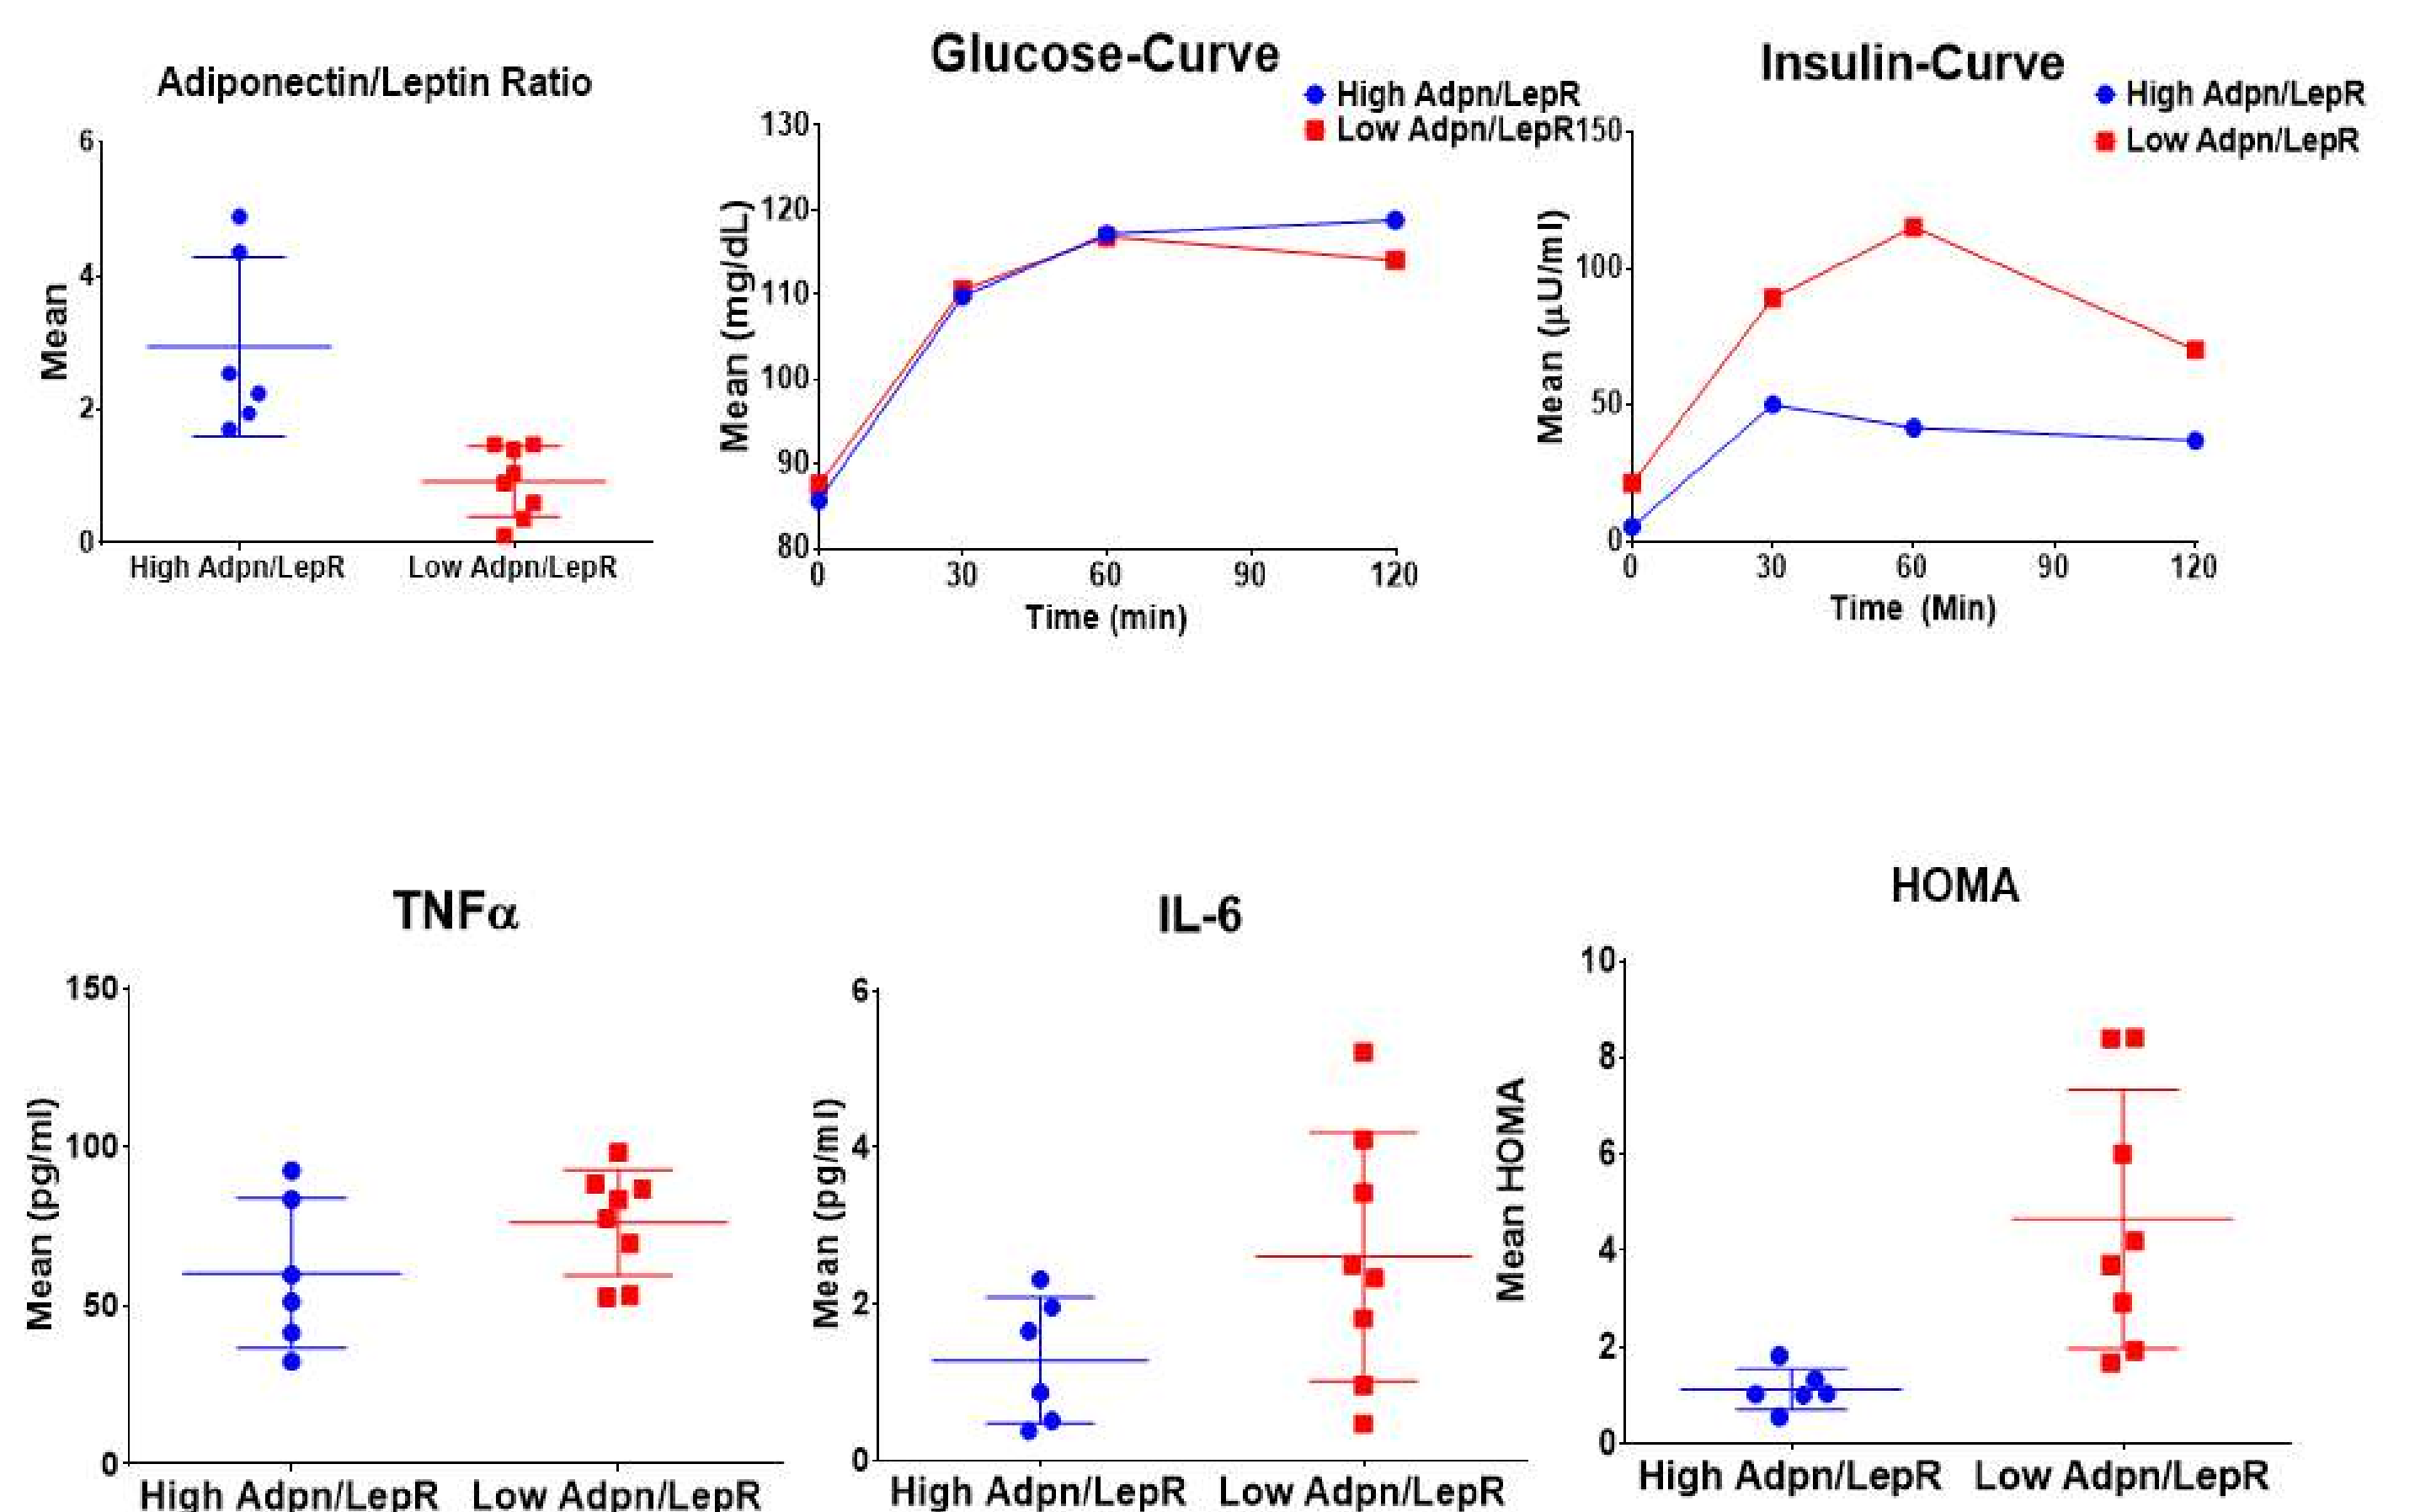 Adiponectin/Leptin Ratio
Mean
6
4
2
0
High Adpn/LepR
Low Adpn/LepR
Glucose-Curve
High Adpn/LepR
Low Adpn/LepR
Mean (mg/dL)
130
120
110
100
90
80
0
30
60
90
120
Time (min)
Insulin-Curve
High Adpn/LepR
Low Adpn/LepR
Mean (μU/ml)
150
100
50
0
0
30
60
90
120
Time (Min)
TNFα
Mean (pg/ml)
150
100
50
0
High Adpn/LepR
Low Adpn/LepR
IL-6
Mean (pg/ml)
6
4
2
0
High Adpn/LepR
Low Adpn/LepR
HOMA
Mean HOMA
10
8
6
4
2
0
High Adpn/LepR
Low Adpn/LepR